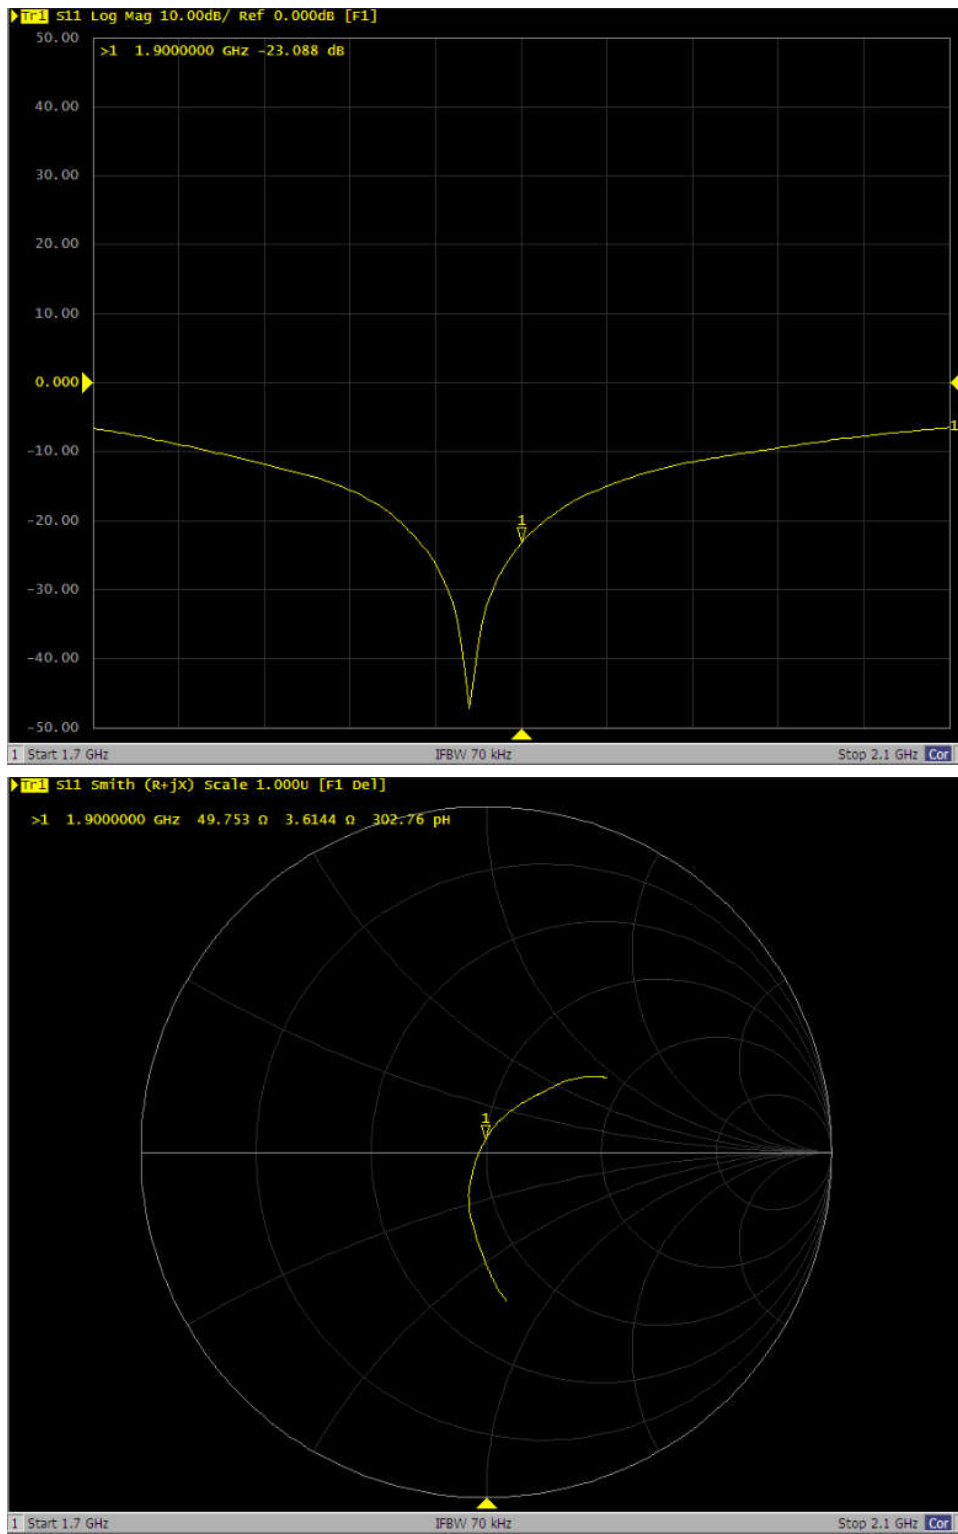 Tr1 S11 Log Mag 10.00dB/ Ref 0.000dB [F1]
50.00
>1 1.9000000 GHz -23.088 dB
40.00
30.00
20.00
10.00
0.000
1
-10.00
-20.00
1
-30.00
-40.00
-50.00
1 Start 1.7 GHz IFBW 70 kHz Stop 2.1 GHz Cor
Tr1 S11 Smith (R+jX) Scale 1.000U [F1 Del]
>1 1.9000000 GHz 49.753 Ω 3.6144 Ω 302.76 pH
1
1 Start 1.7 GHz IFBW 70 kHz Stop 2.1 GHz Cor